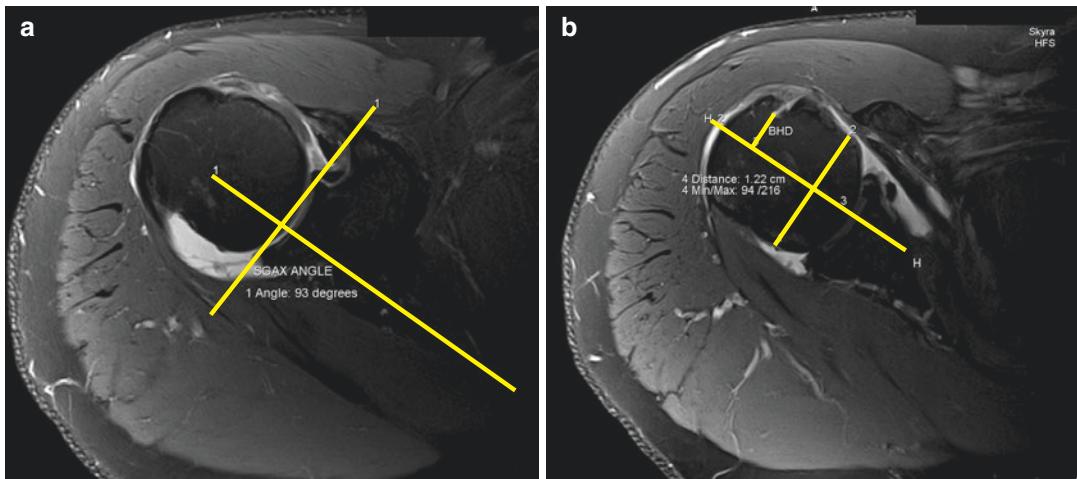 a
1
1
SGAX ANGLE
1 Angle: 93 degrees
b
A
Skyra
HFS
H 2
BHD
2
4 Distance: 1.22 cm
4 Min/Max: 94 /216
3
H